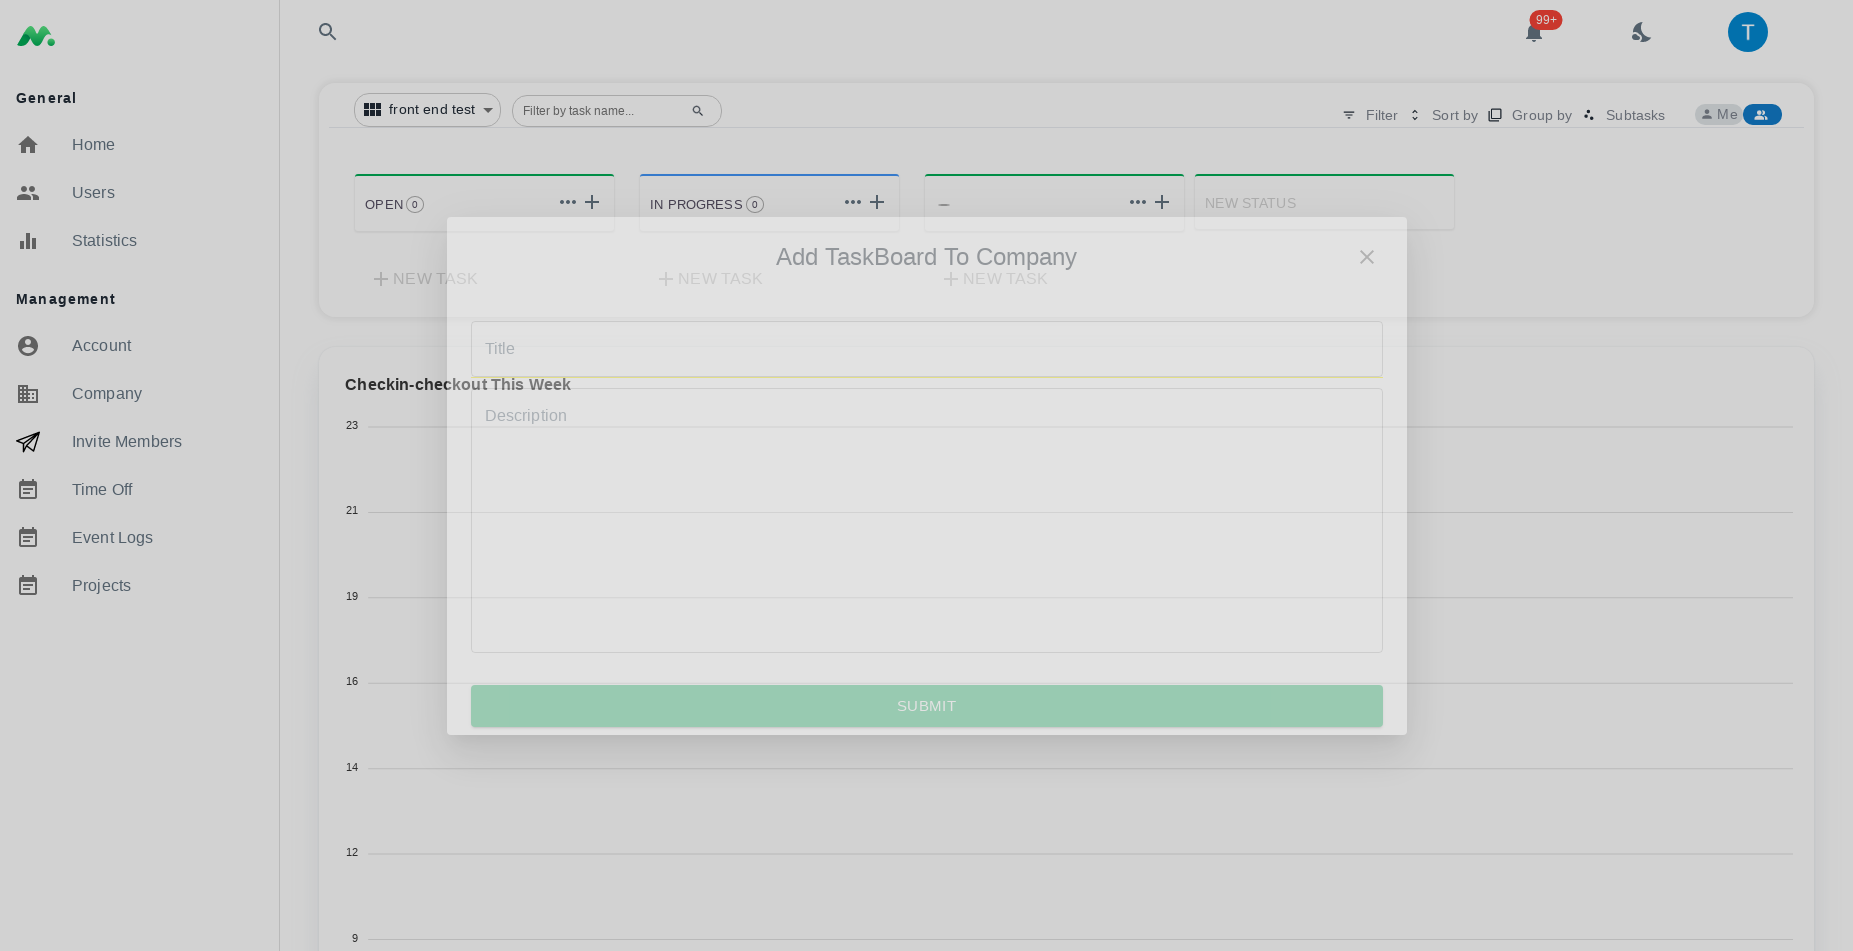 99+
T
General
Home
Users
Statistics
Management
Account
Company
Invite Members
Time Off
Event Logs
Projects
front end test
Filter by task name...
Filter
Sort by
Group by
Subtasks
Me
OPEN 0
IN PROGRESS 0
NEW STATUS
NEW TASK
NEW TASK
NEW TASK
Add TaskBoard To Company
Title
Description
SUBMIT
Checkin-checkout This Week
23
21
19
16
14
12
9